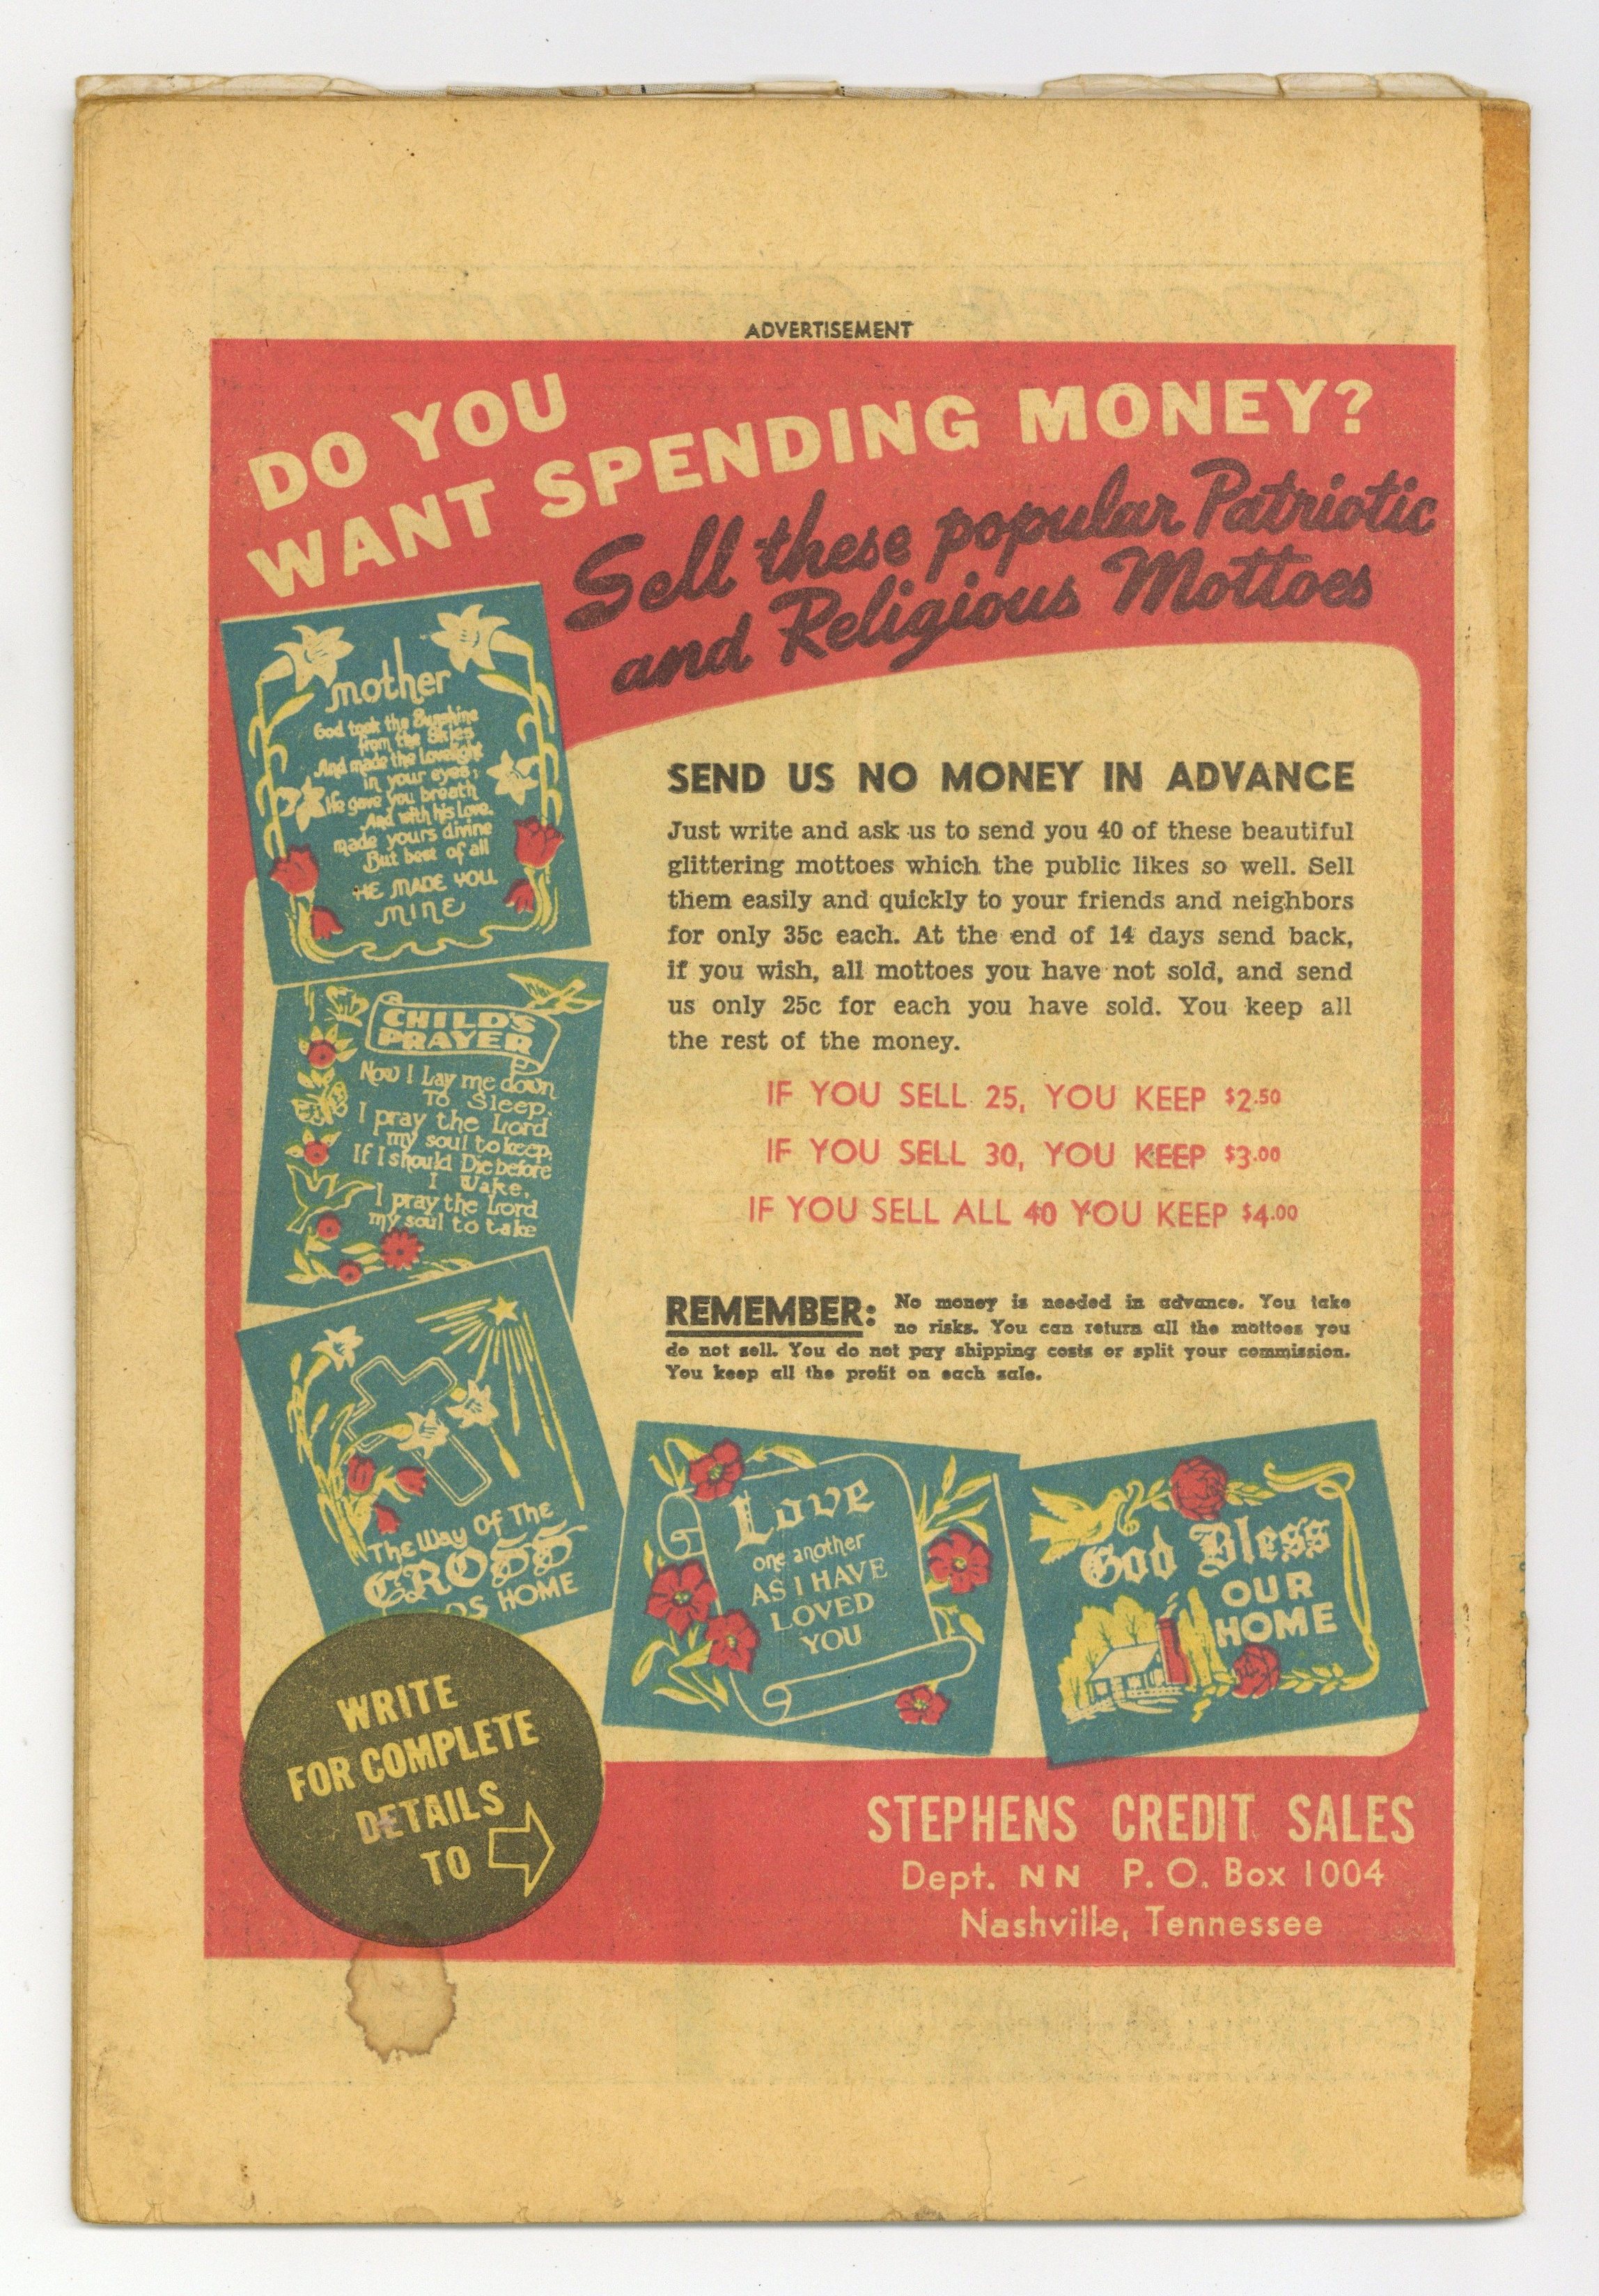 ADVERTISEMENT
DO YOU
WANT SPENDING MONEY?
Sell these popular Patriotic
and Religious Mottoes
mother
God took the Sunshine
from the Skies
And made the Lovelight
in your eyes;
He gave you breath
And with his Love
made yours divine
But best of all
HE MADE YOU
MINE
SEND US NO MONEY IN ADVANCE
Just write and ask us to send you 40 of these beautiful
glittering mottoes which the public likes so well. Sell
them easily and quickly to your friends and neighbors
for only 35c each. At the end of 14 days send back,
if you wish, all mottoes you have not sold, and send
us only 25c for each you have sold. You keep all
the rest of the money.
IF YOU SELL 25, YOU KEEP $2.50
IF YOU SELL 30, YOU KEEP $3.00
IF YOU SELL ALL 40 YOU KEEP $4.00
CHILD'S
PRAYER
Now I Lay me down
To Sleep.
I pray the Lord
my soul to keep.
If I should Die before
I Wake,
I pray the Lord
my soul to take
REMEMBER: No money is needed in advance. You take
no risks. You can return all the mottoes you
do not sell. You do not pay shipping costs or split your commission.
You keep all the profit on each sale.
The Way Of The
CROSS
HOME
Love
one another
AS I HAVE
LOVED
YOU
God Bless
OUR
HOME
WRITE
FOR COMPLETE
DETAILS
TO
STEPHENS CREDIT SALES
Dept. NN P. O. Box 1004
Nashville, Tennessee